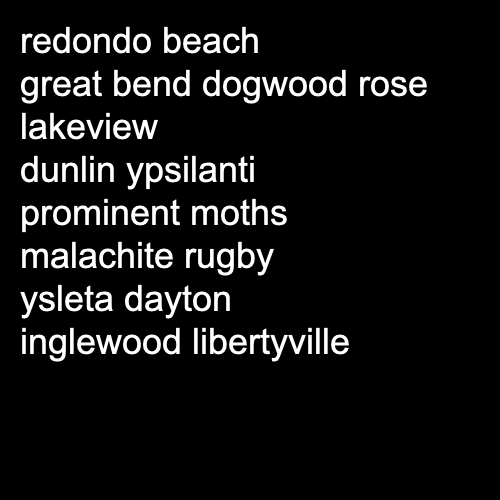 redondo beach
great bend dogwood rose
lakeview
dunlin ypsilanti
prominent moths
malachite rugby
ysleta dayton
inglewood libertyville